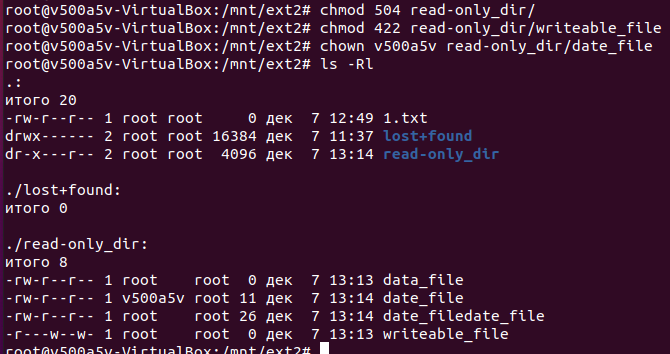 root@v500a5v-VirtualBox:/mnt/ext2# chmod 504 read-only_dir/
root@v500a5v-VirtualBox:/mnt/ext2# chmod 422 read-only_dir/writeable_file
root@v500a5v-VirtualBox:/mnt/ext2# chown v500a5v read-only_dir/date_file
root@v500a5v-VirtualBox:/mnt/ext2# ls -Rl
.:
итого 20
-rw-r--r-- 1 root root     0 дек  7 12:49 1.txt
drwx------ 2 root root 16384 дек  7 11:37 lost+found
dr-x---r-- 2 root root  4096 дек  7 13:14 read-only_dir

./lost+found:
итого 0

./read-only_dir:
итого 8
-rw-r--r-- 1 root    root  0 дек  7 13:13 data_file
-rw-r--r-- 1 v500a5v root 11 дек  7 13:14 date_file
-rw-r--r-- 1 root    root 26 дек  7 13:14 date_filedate_file
-r---w--w- 1 root    root  0 дек  7 13:13 writeable_file
root@v500a5v-VirtualBox:/mnt/ext2#